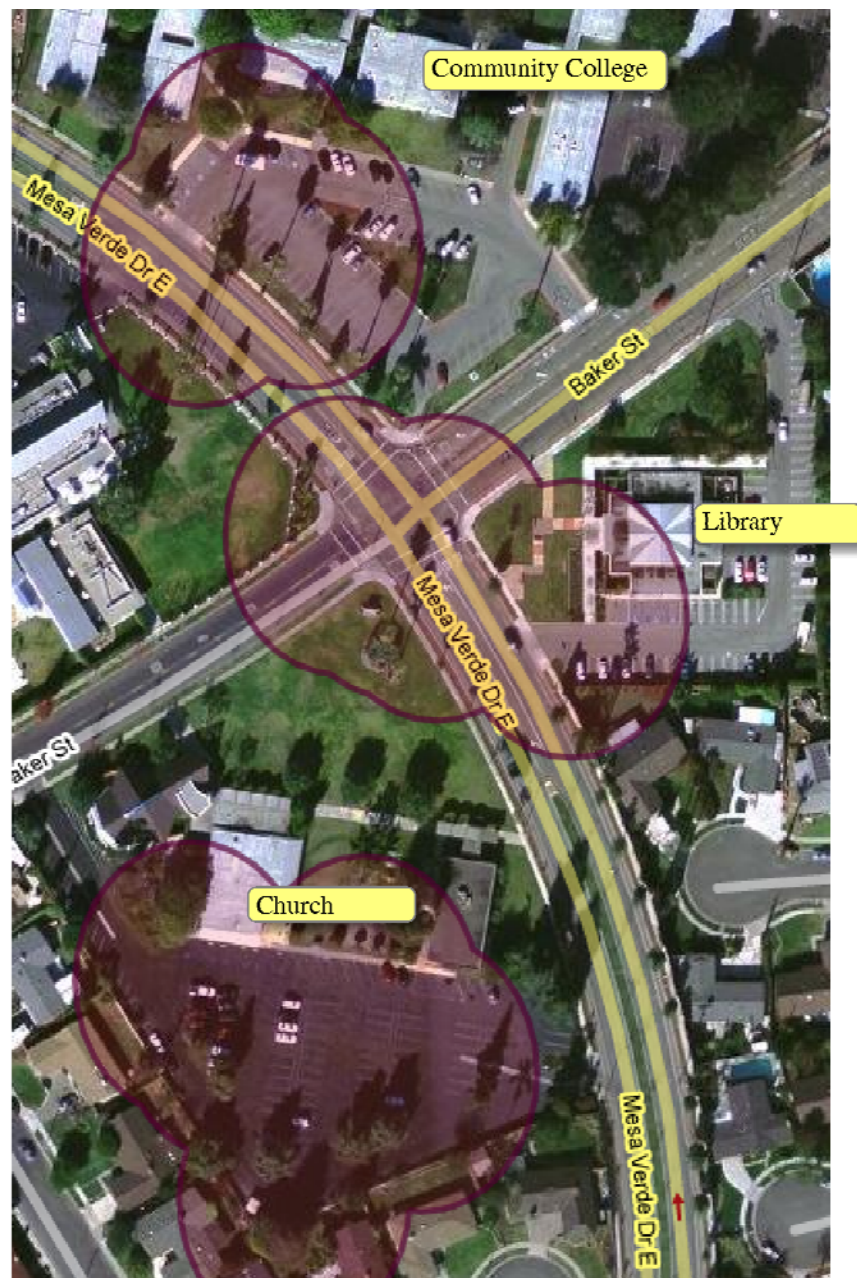 Community College
Mesa Verde Dr E
Baker St
Library
Mesa Verde Dr E
aker St
Church
Mesa Verde Dr E